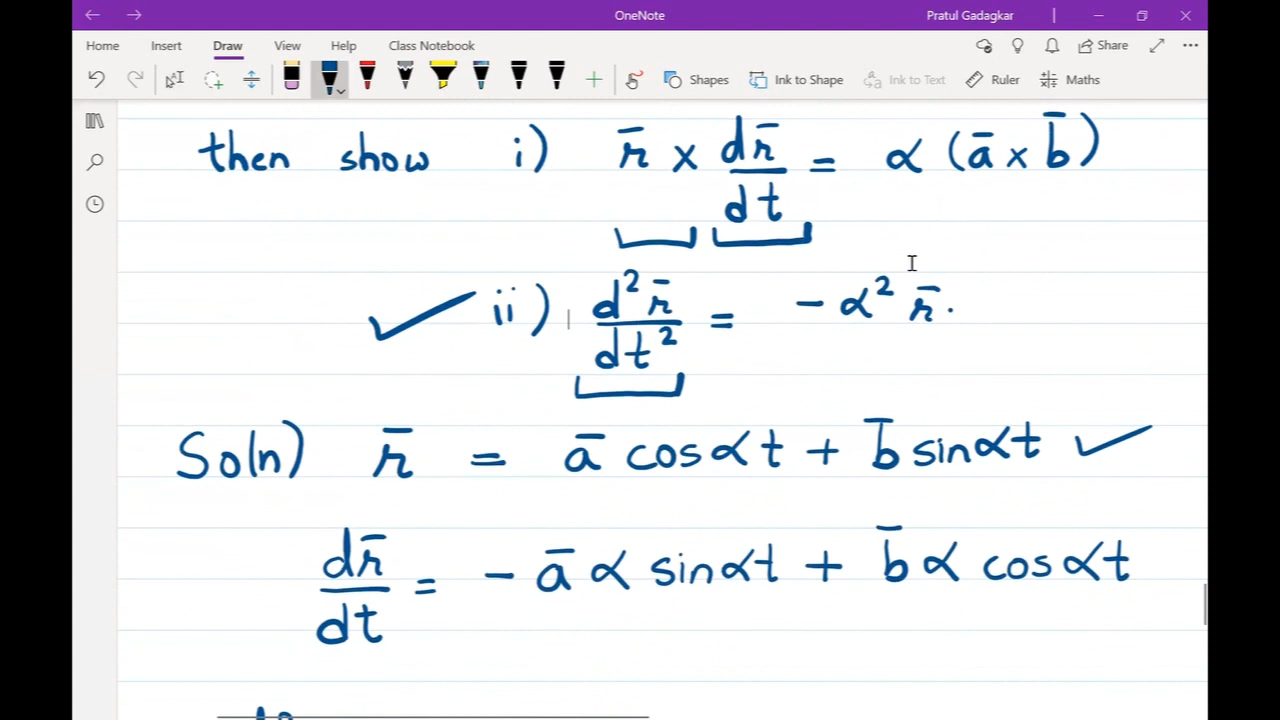 OneNote
Pratul Gadagkar
Home Insert Draw View Help Class Notebook
Share
Shapes Ink to Shape Ink to Text Ruler Maths
then show i) r̄ × dr̄/dt = α (ā × b̄)
ii) d²r̄/dt² = - α² r̄.
Soln) r̄ = ā cosαt + b̄ sinαt
dr̄/dt = - ā α sinαt + b̄ α cosαt